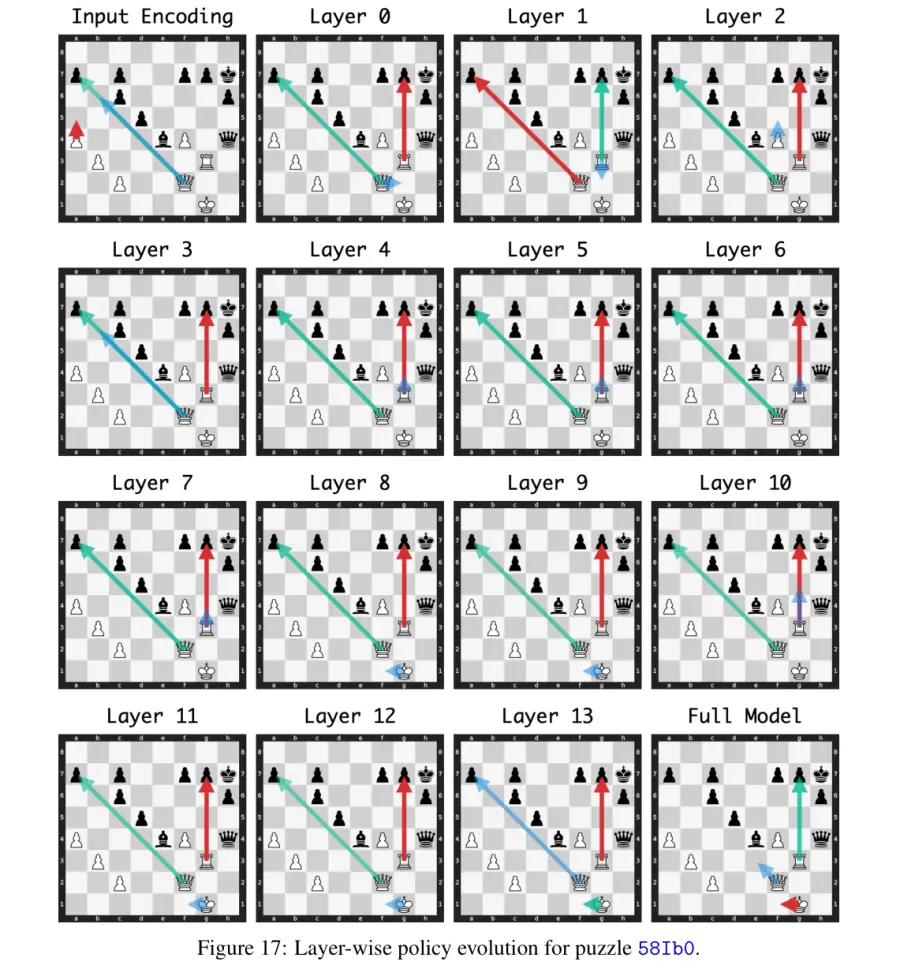 Input Encoding
Layer 0
Layer 1
Layer 2
Layer 3
Layer 4
Layer 5
Layer 6
Layer 7
Layer 8
Layer 9
Layer 10
Layer 11
Layer 12
Layer 13
Full Model
Figure 17: Layer-wise policy evolution for puzzle 58Ib0.